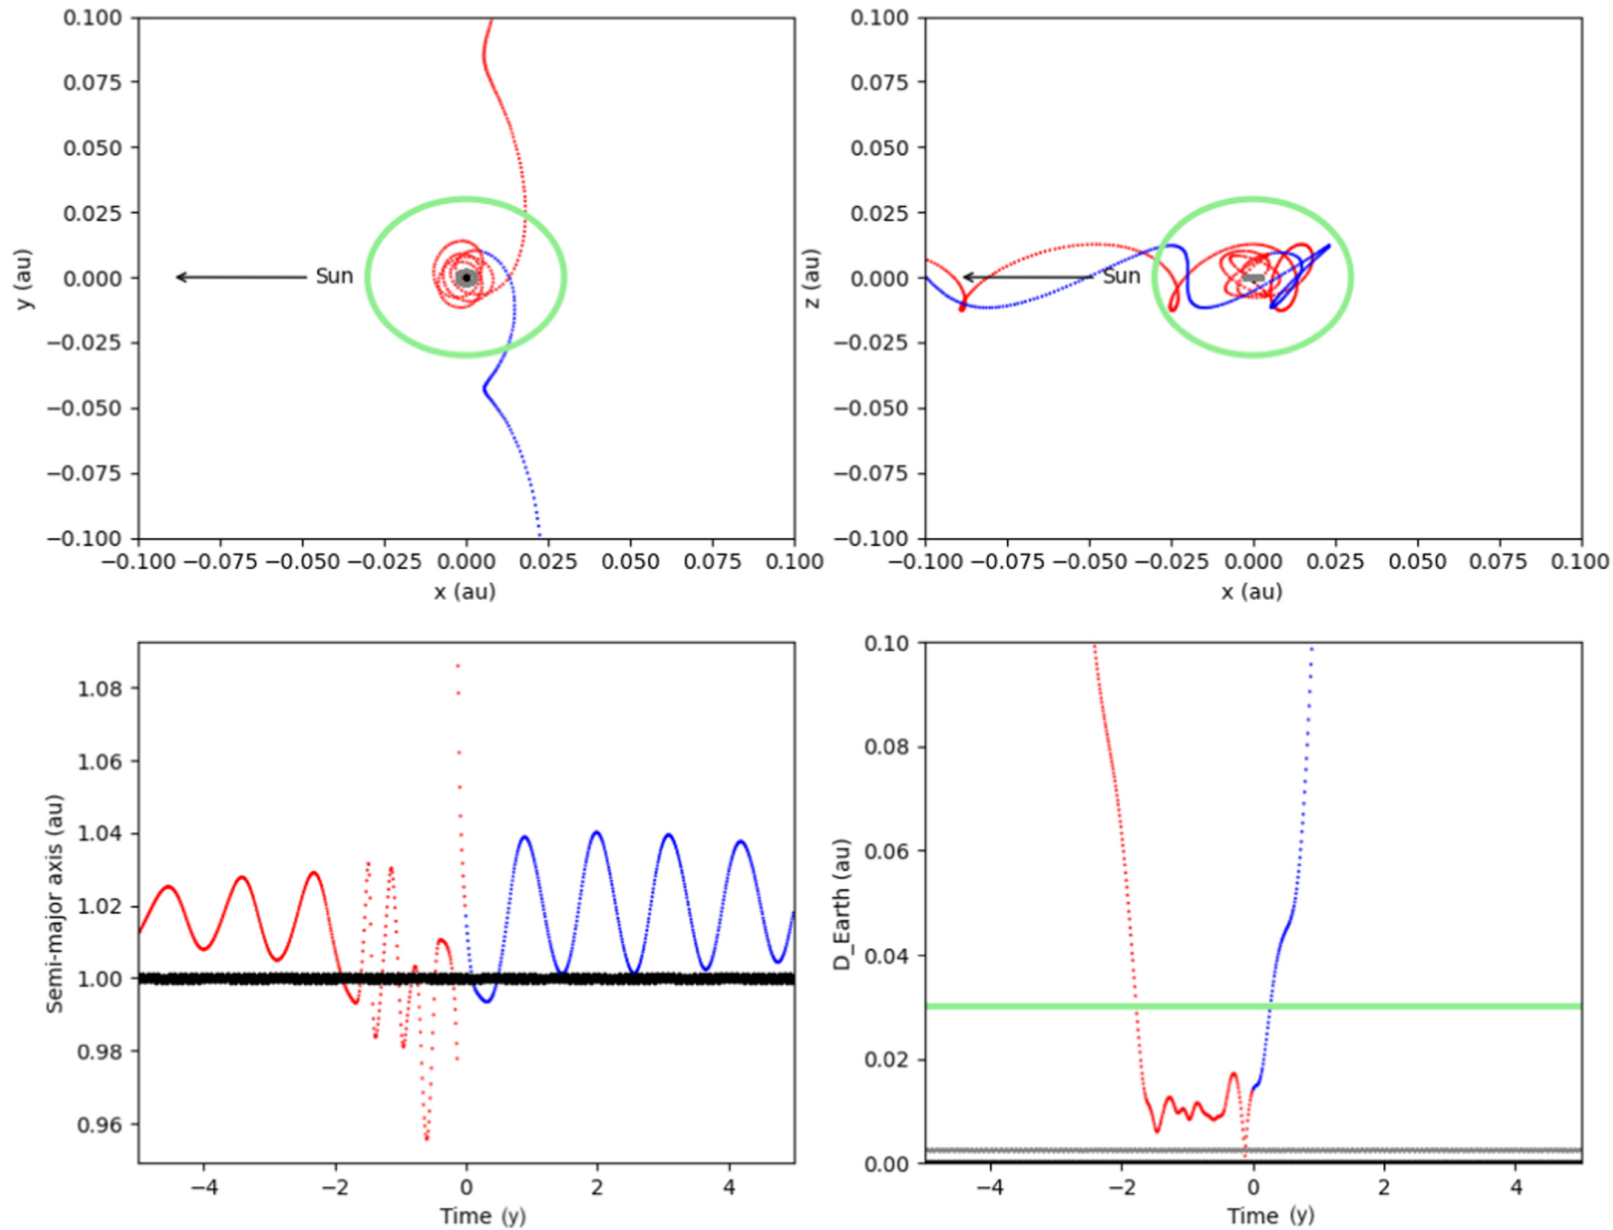 0.100
0.075
0.050
0.025
0.000
−0.025
−0.050
−0.075
−0.100
y (au)
Sun
−0.100 −0.075 −0.050 −0.025 0.000 0.025 0.050 0.075 0.100
x (au)
0.100
0.075
0.050
0.025
0.000
−0.025
−0.050
−0.075
−0.100
z (au)
Sun
−0.100 −0.075 −0.050 −0.025 0.000 0.025 0.050 0.075 0.100
x (au)
1.08
1.06
1.04
1.02
1.00
0.98
0.96
Semi-major axis (au)
−4 −2 0 2 4
Time (y)
0.10
0.08
0.06
0.04
0.02
0.00
D_Earth (au)
−4 −2 0 2 4
Time (y)